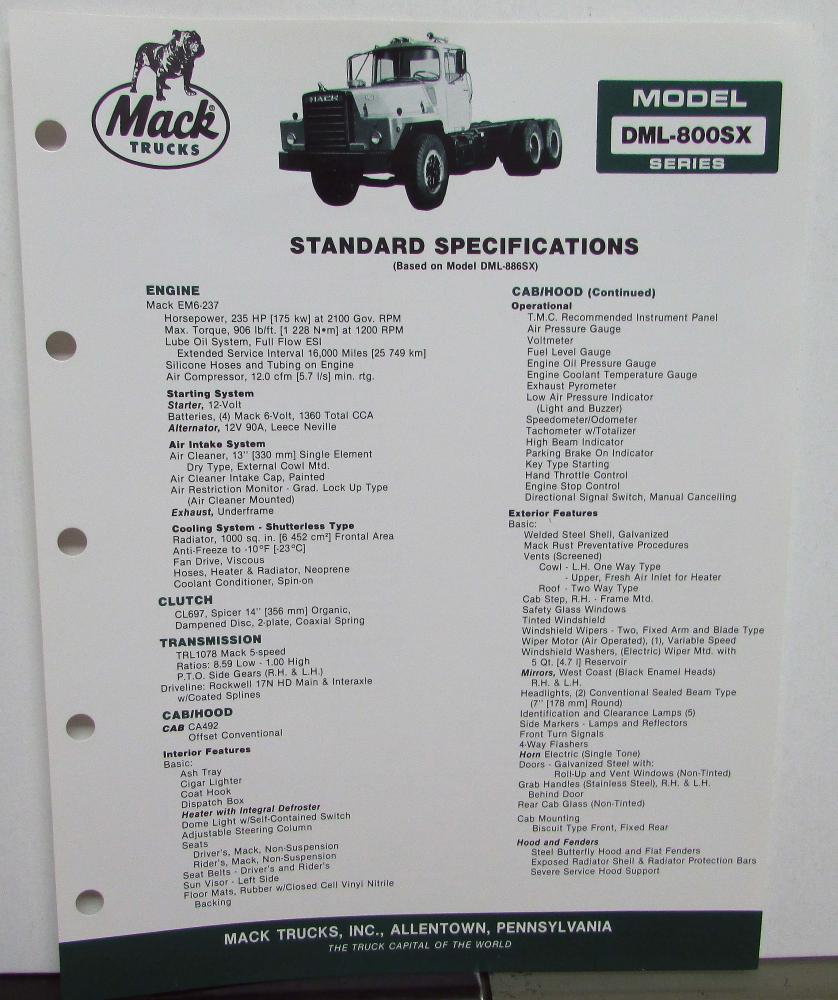 Mack®
TRUCKS
MACK
MODEL
DML-800SX
SERIES
STANDARD SPECIFICATIONS
(Based on Model DML-886SX)
ENGINE
Mack EM6-237
Horsepower, 235 HP [175 kw] at 2100 Gov. RPM
Max. Torque, 906 lb/ft. [1 228 N•m] at 1200 RPM
Lube Oil System, Full Flow ESI
Extended Service Interval 16,000 Miles [25 749 km]
Silicone Hoses and Tubing on Engine
Air Compressor, 12.0 cfm [5.7 l/s] min. rtg.
Starting System
Starter, 12-Volt
Batteries, (4) Mack 6-Volt, 1360 Total CCA
Alternator, 12V 90A, Leece Neville
Air Intake System
Air Cleaner, 13" [330 mm] Single Element
Dry Type, External Cowl Mtd.
Air Cleaner Intake Cap, Painted
Air Restriction Monitor - Grad. Lock Up Type
(Air Cleaner Mounted)
Exhaust, Underframe
Cooling System - Shutterless Type
Radiator, 1000 sq. in. [6 452 cm²] Frontal Area
Anti-Freeze to -10°F [-23°C]
Fan Drive, Viscous
Hoses, Heater & Radiator, Neoprene
Coolant Conditioner, Spin-on
CLUTCH
CL697, Spicer 14" [356 mm] Organic,
Dampened Disc, 2-plate, Coaxial Spring
TRANSMISSION
TRL1078 Mack 5-speed
Ratios: 8.59 Low - 1.00 High
P.T.O. Side Gears (R.H. & L.H.)
Driveline: Rockwell 17N HD Main & Interaxle
w/Coated Splines
CAB/HOOD
CAB CA492
Offset Conventional
Interior Features
Basic:
Ash Tray
Cigar Lighter
Coat Hook
Dispatch Box
Heater with Integral Defroster
Dome Light w/Self-Contained Switch
Adjustable Steering Column
Seats
Driver's, Mack, Non-Suspension
Rider's, Mack, Non-Suspension
Seat Belts - Driver's and Rider's
Sun Visor - Left Side
Floor Mats, Rubber w/Closed Cell Vinyl Nitrile
Backing
CAB/HOOD (Continued)
Operational
T.M.C. Recommended Instrument Panel
Air Pressure Gauge
Voltmeter
Fuel Level Gauge
Engine Oil Pressure Gauge
Engine Coolant Temperature Gauge
Exhaust Pyrometer
Low Air Pressure Indicator
(Light and Buzzer)
Speedometer/Odometer
Tachometer w/Totalizer
High Beam Indicator
Parking Brake On Indicator
Key Type Starting
Hand Throttle Control
Engine Stop Control
Directional Signal Switch, Manual Cancelling
Exterior Features
Basic:
Welded Steel Shell, Galvanized
Mack Rust Preventative Procedures
Vents (Screened)
Cowl - L.H. One Way Type
- Upper, Fresh Air Inlet for Heater
Roof - Two Way Type
Cab Step, R.H. - Frame Mtd.
Safety Glass Windows
Tinted Windshield
Windshield Wipers - Two, Fixed Arm and Blade Type
Wiper Motor (Air Operated), (1), Variable Speed
Windshield Washers, (Electric) Wiper Mtd. with
5 Qt. [4.7 l] Reservoir
Mirrors, West Coast (Black Enamel Heads)
R.H. & L.H.
Headlights, (2) Conventional Sealed Beam Type
(7" [178 mm] Round)
Identification and Clearance Lamps (5)
Side Markers - Lamps and Reflectors
Front Turn Signals
4-Way Flashers
Horn Electric (Single Tone)
Doors - Galvanized Steel with:
Roll-Up and Vent Windows (Non-Tinted)
Grab Handles (Stainless Steel), R.H. & L.H.
Behind Door
Rear Cab Glass (Non-Tinted)
Cab Mounting
Biscuit Type Front, Fixed Rear
Hood and Fenders
Steel Butterfly Hood and Flat Fenders
Exposed Radiator Shell & Radiator Protection Bars
Severe Service Hood Support
MACK TRUCKS, INC., ALLENTOWN, PENNSYLVANIA
THE TRUCK CAPITAL OF THE WORLD